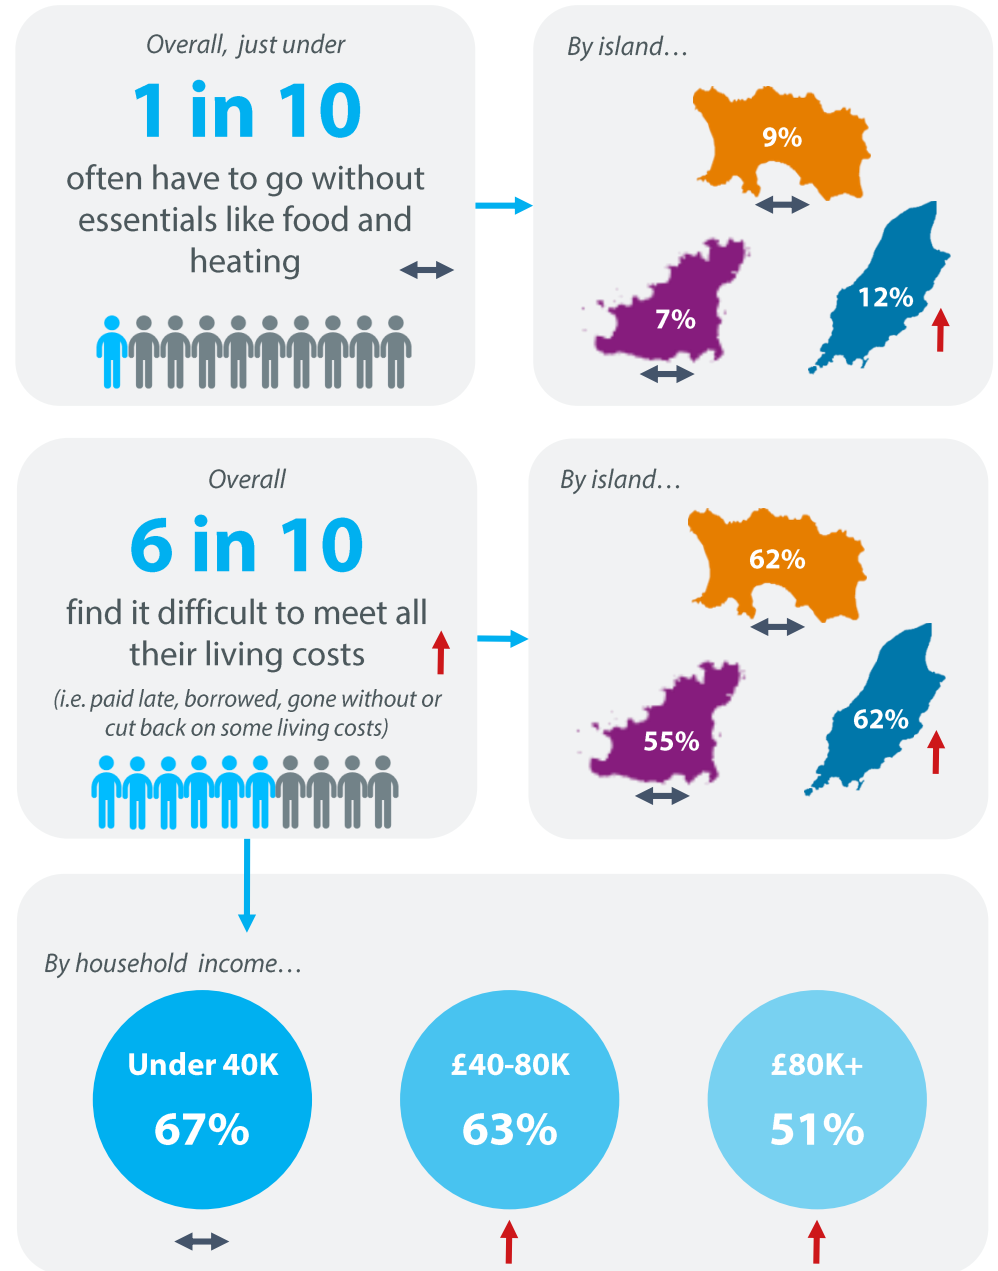 Overall, just under
1 in 10
often have to go without
essentials like food and
heating
By island…
9%
7%
12%
Overall
6 in 10
find it difficult to meet all
their living costs
(i.e. paid late, borrowed, gone without or
cut back on some living costs)
By island…
62%
55%
62%
By household income…
Under 40K
67%
£40-80K
63%
£80K+
51%